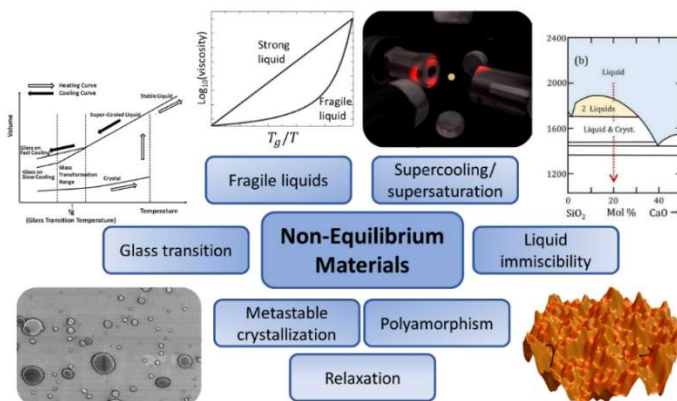 Heating Curve
Cooling Curve
Stable Liquid
Super-Cooled Liquid
Glass on
Fast Cooling
Glass on
Slow Cooling
Glass
Transformation
Range
Crystal
Volume
Tg
(Glass Transition Temperature)
Temperature
Log10(viscosity)
Strong
liquid
Fragile
liquid
Tg/T
2400
(b)
Liquid
2000
2 Liquids
1800
Liquid & Cryst.
1400
1200
0
20
40
SiO2
Mol %
CaO →
Fragile liquids
Supercooling/
supersaturation
Glass transition
Non-Equilibrium
Materials
Liquid
immiscibility
Metastable
crystallization
Polyamorphism
Relaxation